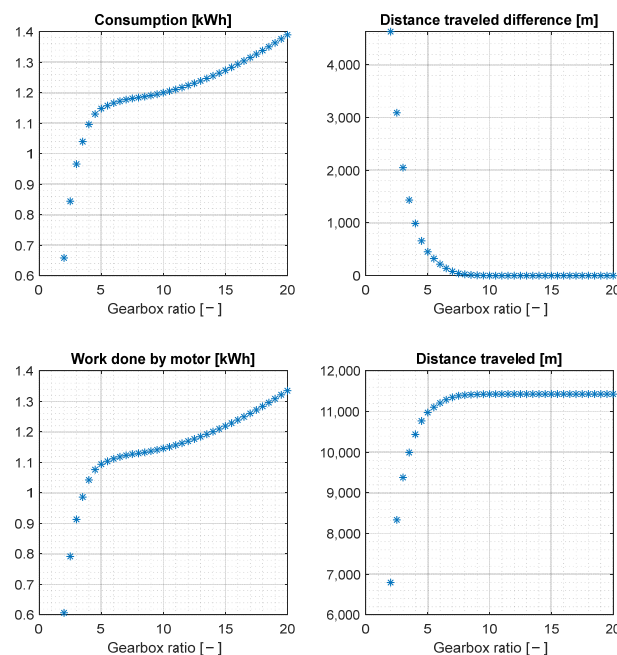 Consumption [kWh]
1.4
1.3
1.2
1.1
1
0.9
0.8
0.7
0.6
0 5 10 15 20
Gearbox ratio [−]
Distance traveled difference [m]
4,000
3,000
2,000
1,000
0
0 5 10 15 20
Gearbox ratio [−]
Work done by motor [kWh]
1.4
1.3
1.2
1.1
1
0.9
0.8
0.7
0.6
0 5 10 15 20
Gearbox ratio [−]
Distance traveled [m]
12,000
11,000
10,000
9,000
8,000
7,000
6,000
0 5 10 15 20
Gearbox ratio [−]